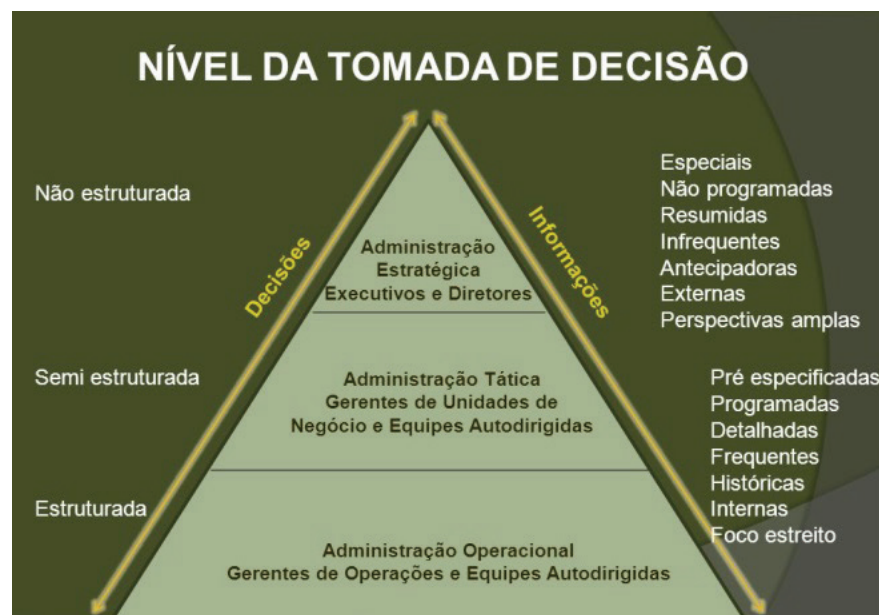 NÍVEL DA TOMADA DE DECISÃO
Não estruturada
Semi estruturada
Estruturada
Decisões
Administração
Estratégica
Executivos e Diretores
Administração Tática
Gerentes de Unidades de
Negócio e Equipes Autodirigidas
Administração Operacional
Gerentes de Operações e Equipes Autodirigidas
Informações
Especiais
Não programadas
Resumidas
Infrequentes
Antecipadoras
Externas
Perspectivas amplas
Pré especificadas
Programadas
Detalhadas
Frequentes
Históricas
Internas
Foco estreito